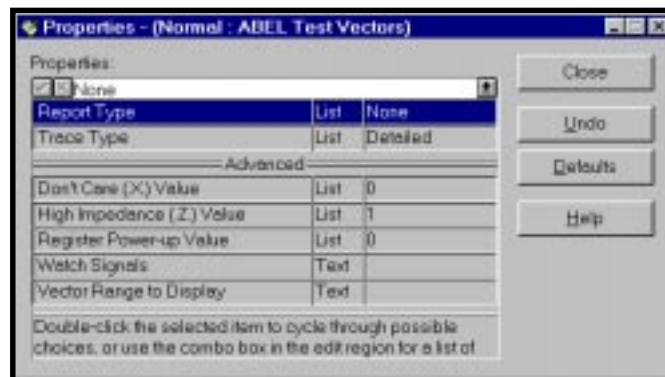 Properties - (Normal : ABEL Test Vectors)
Properties:
None
Close
Report Type List None
Undo
Trace Type List Detailed
Advanced
Defaults
Don't Care (.X.) Value List 0
High Impedance (.Z.) Value List 1
Help
Register Power-up Value List 0
Watch Signals Text
Vector Range to Display Text
Double-click the selected item to cycle through possible
choices, or use the combo box in the edit region for a list of